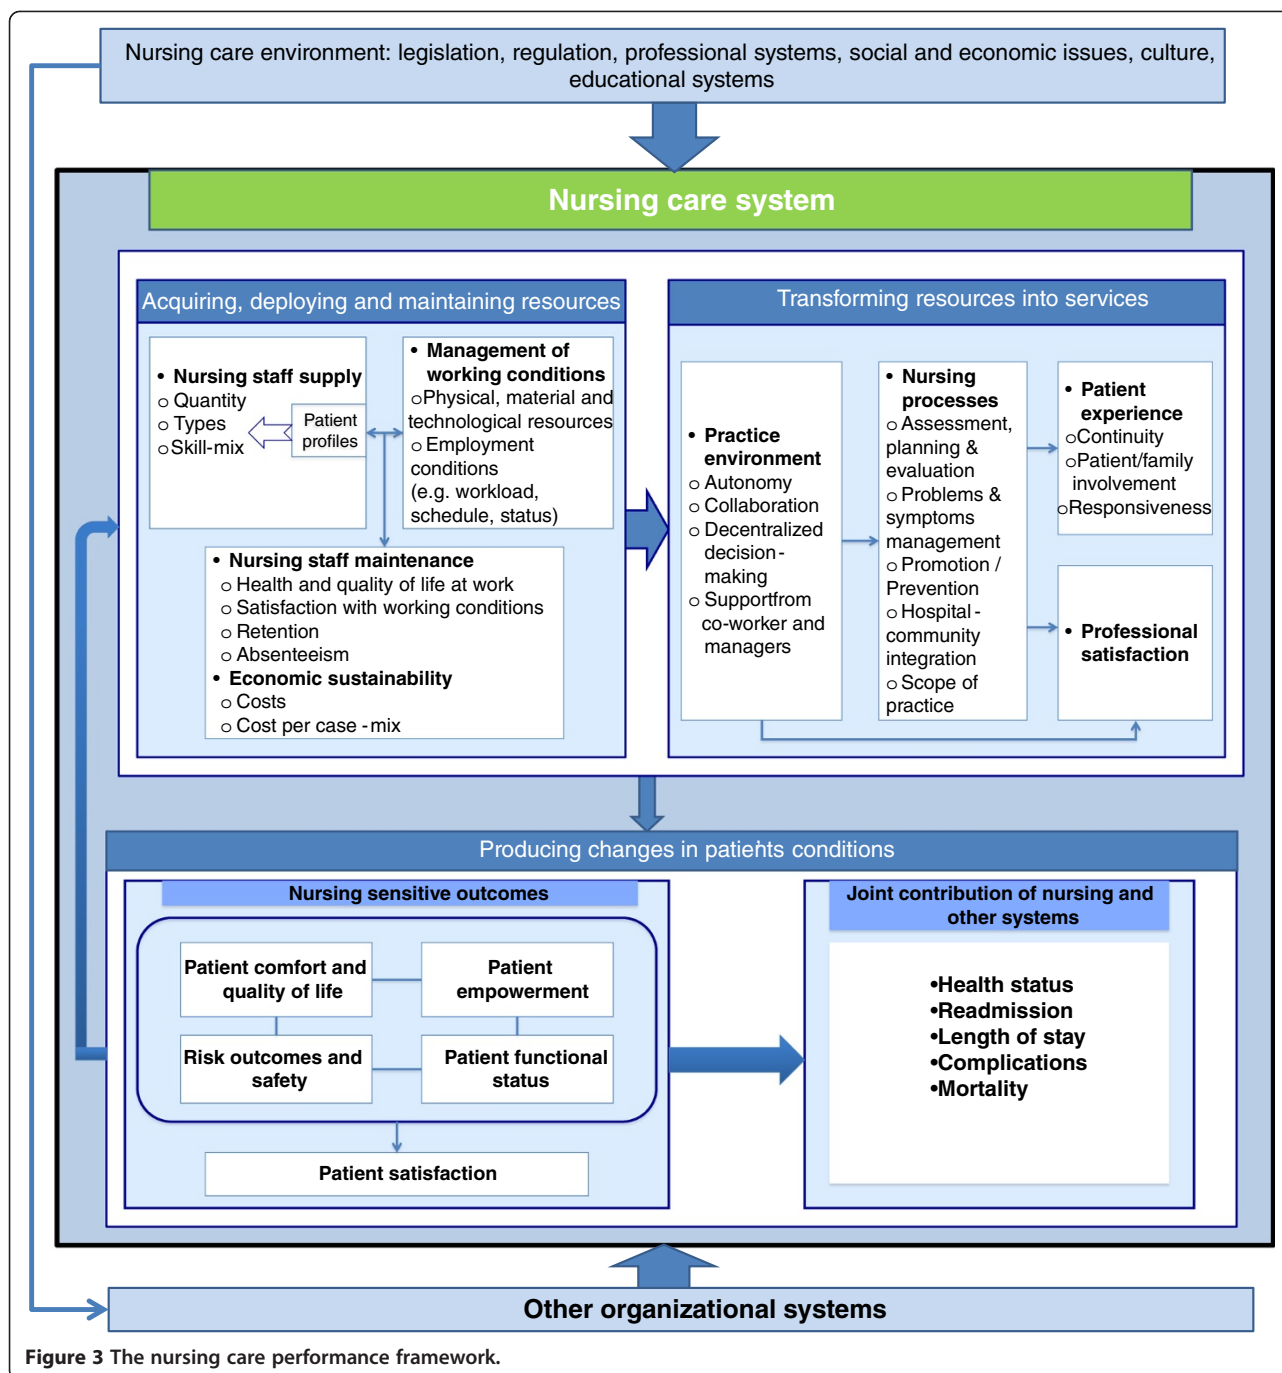 Nursing care environment: legislation, regulation, professional systems, social and economic issues, culture,
educational systems
Nursing care system
Acquiring, deploying and maintaining resources
• Nursing staff supply
o Quantity
o Types
o Skill-mix
Patient
profiles
• Management of
working conditions
o Physical, material and
technological resources
o Employment
conditions
(e.g. workload,
schedule, status)
• Nursing staff maintenance
o Health and quality of life at work
o Satisfaction with working conditions
o Retention
o Absenteeism
• Economic sustainability
o Costs
o Cost per case -mix
Transforming resources into services
• Practice
environment
o Autonomy
o Collaboration
o Decentralized
decision-
making
o Supportfrom
co-worker and
managers
• Nursing
processes
o Assessment,
planning &
evaluation
o Problems &
symptoms
management
o Promotion /
Prevention
o Hospital-
community
integration
o Scope of
practice
• Patient
experience
o Continuity
o Patient/family
involvement
o Responsiveness
• Professional
satisfaction
Producing changes in patients' conditions
Nursing sensitive outcomes
Patient comfort and
quality of life
Patient
empowerment
Risk outcomes and
safety
Patient functional
status
Patient satisfaction
Joint contribution of nursing and
other systems
•Health status
•Readmission
•Length of stay
•Complications
•Mortality
Other organizational systems
Figure 3 The nursing care performance framework.